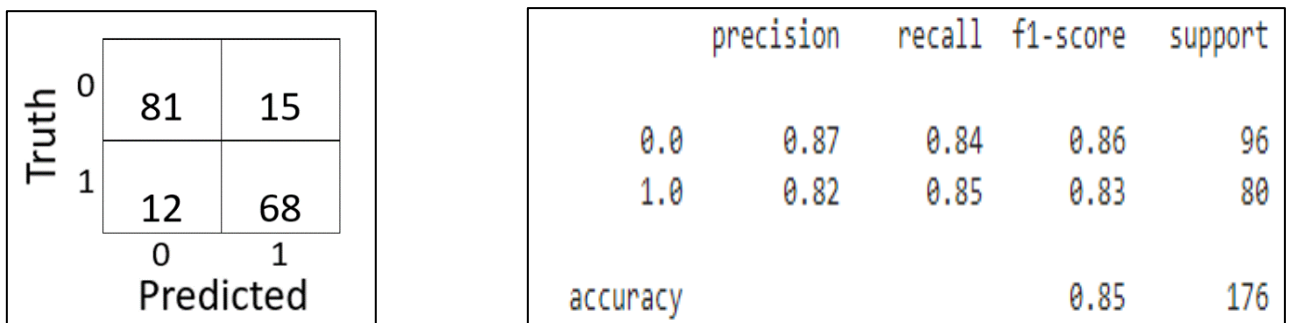 Truth
0
81 15
1
12 68
0 1
Predicted
precision recall f1-score support
0.0 0.87 0.84 0.86 96
1.0 0.82 0.85 0.83 80
accuracy 0.85 176